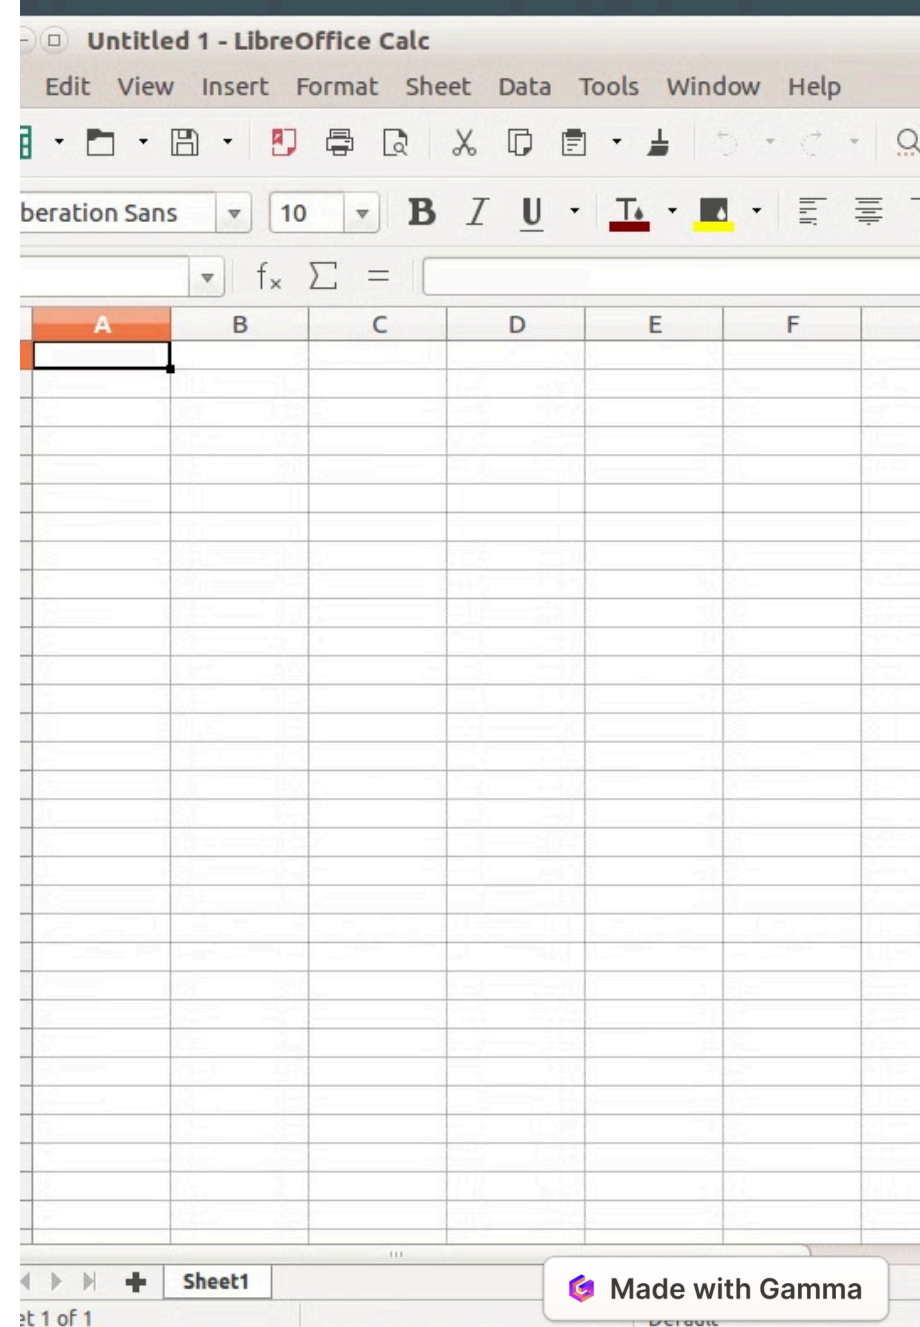 Untitled 1 - LibreOffice Calc
Edit View Insert Format Sheet Data Tools Window Help
beration Sans 10 B I U
fx Σ =
A B C D E F
Sheet1
Made with Gamma
et 1 of 1 Default